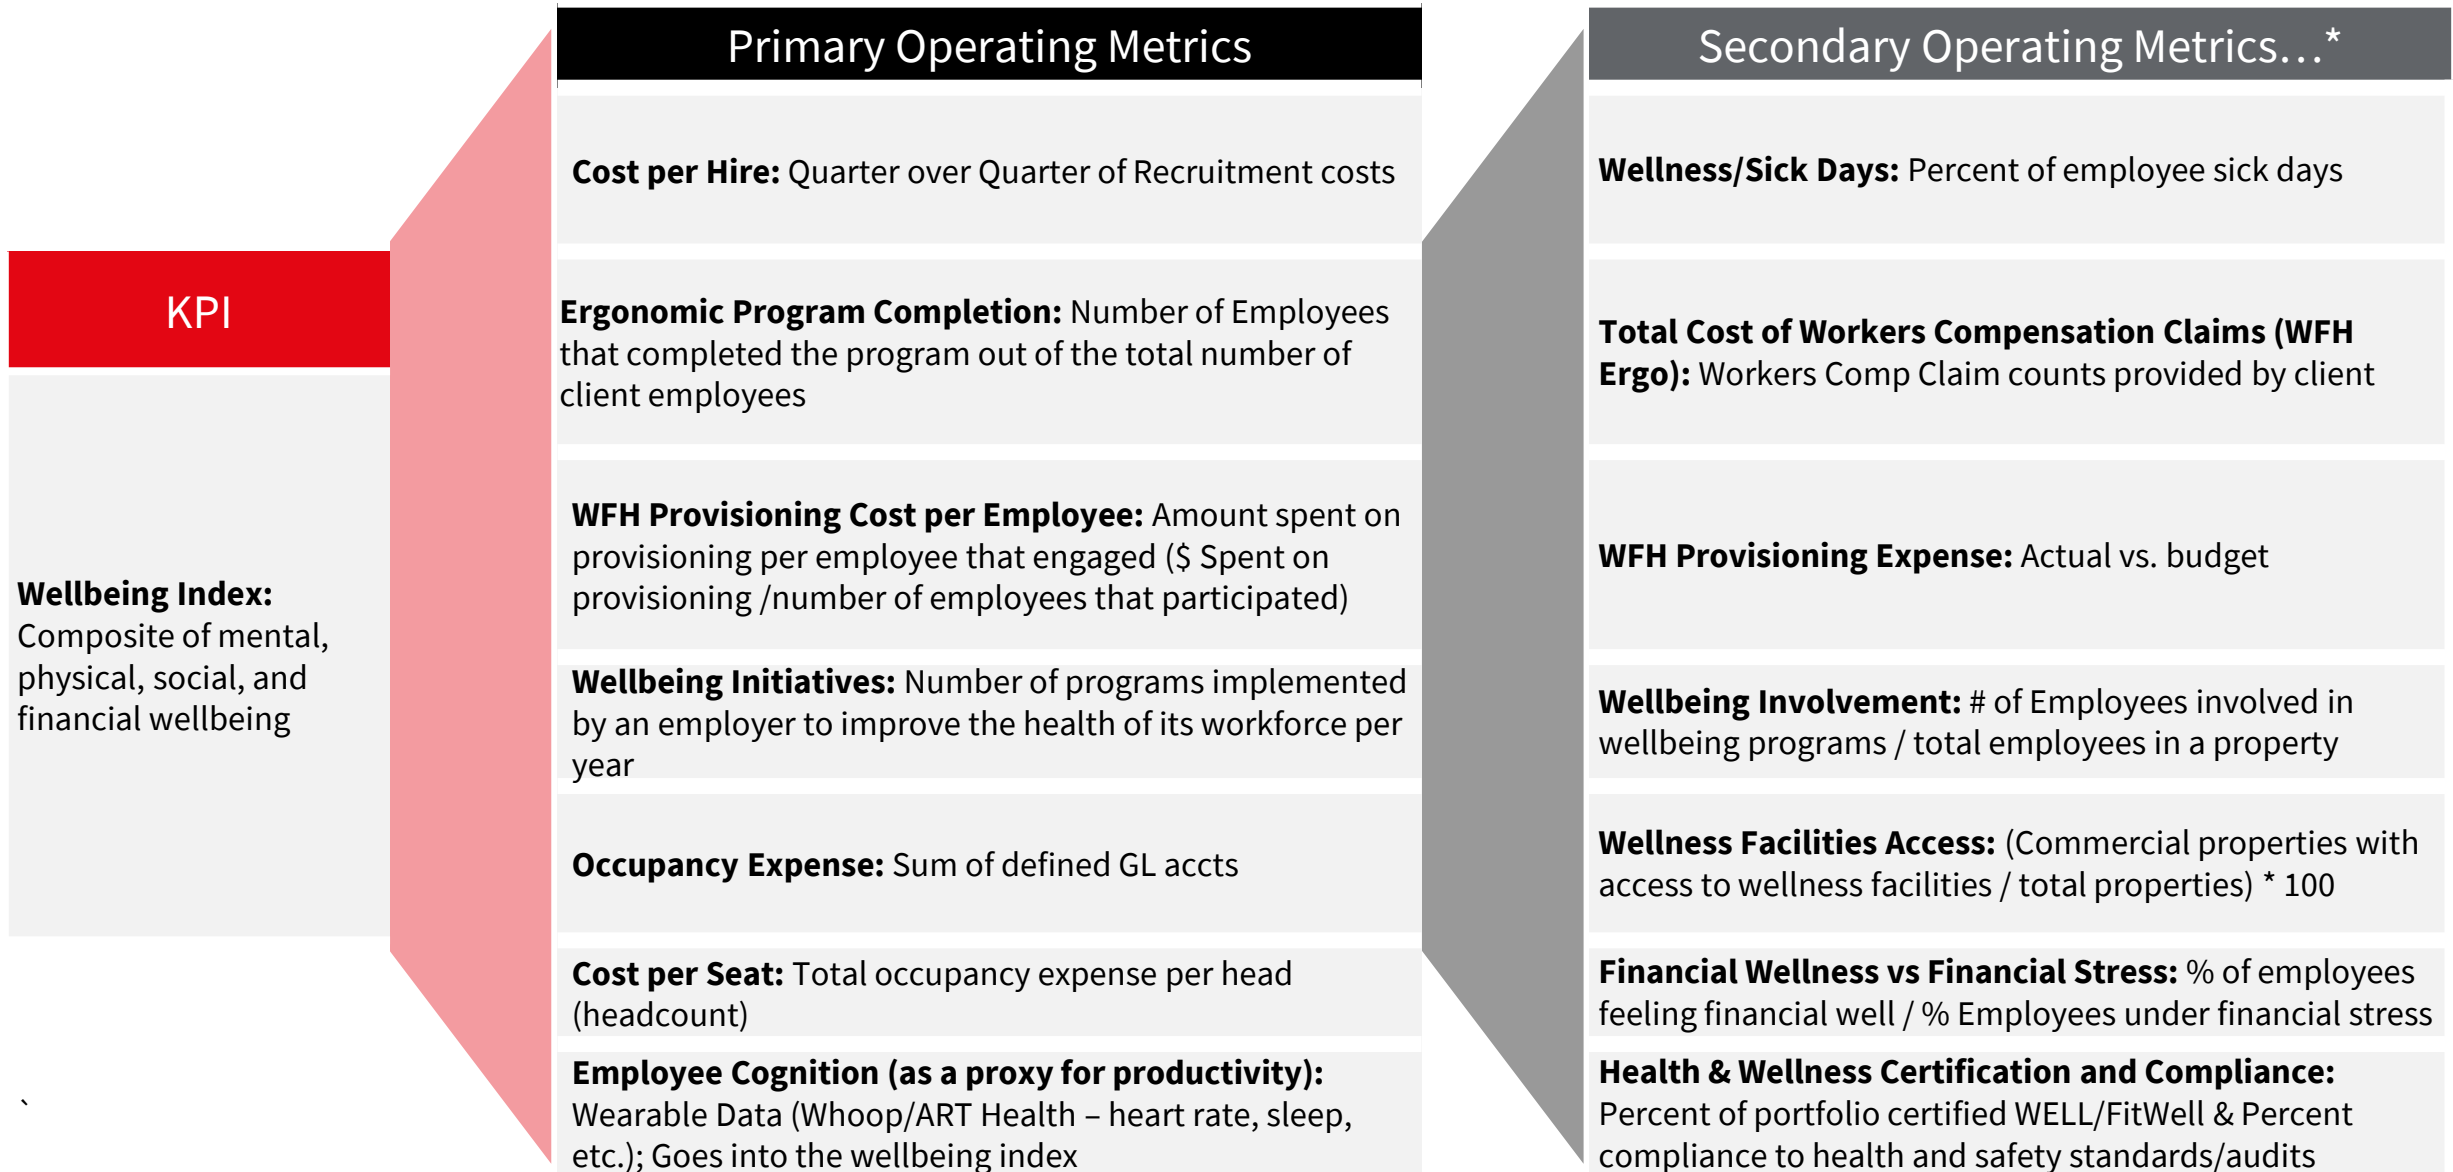 KPI
Wellbeing Index:
Composite of mental,
physical, social, and
financial wellbeing
`
Primary Operating Metrics
Cost per Hire: Quarter over Quarter of Recruitment costs
Ergonomic Program Completion: Number of Employees
that completed the program out of the total number of
client employees
WFH Provisioning Cost per Employee: Amount spent on
provisioning per employee that engaged ($ Spent on
provisioning /number of employees that participated)
Wellbeing Initiatives: Number of programs implemented
by an employer to improve the health of its workforce per
year
Occupancy Expense: Sum of defined GL accts
Cost per Seat: Total occupancy expense per head
(headcount)
Employee Cognition (as a proxy for productivity):
Wearable Data (Whoop/ART Health – heart rate, sleep,
etc.); Goes into the wellbeing index
Secondary Operating Metrics…*
Wellness/Sick Days: Percent of employee sick days
Total Cost of Workers Compensation Claims (WFH
Ergo): Workers Comp Claim counts provided by client
WFH Provisioning Expense: Actual vs. budget
Wellbeing Involvement: # of Employees involved in
wellbeing programs / total employees in a property
Wellness Facilities Access: (Commercial properties with
access to wellness facilities / total properties) * 100
Financial Wellness vs Financial Stress: % of employees
feeling financial well / % Employees under financial stress
Health & Wellness Certification and Compliance:
Percent of portfolio certified WELL/FitWell & Percent
compliance to health and safety standards/audits